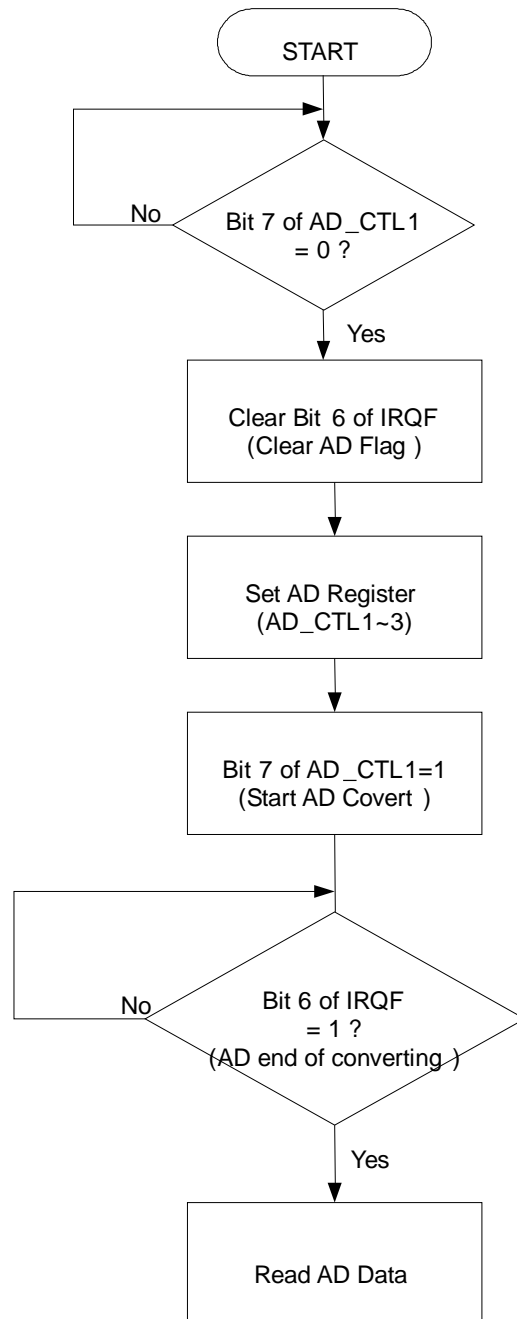 START
No
Bit 7 of AD_CTL1
= 0 ?
Yes
Clear Bit 6 of IRQF
(Clear AD Flag )
Set AD Register
(AD_CTL1~3)
Bit 7 of AD_CTL1=1
(Start AD Covert )
No
Bit 6 of IRQF
= 1 ?
(AD end of converting )
Yes
Read AD Data